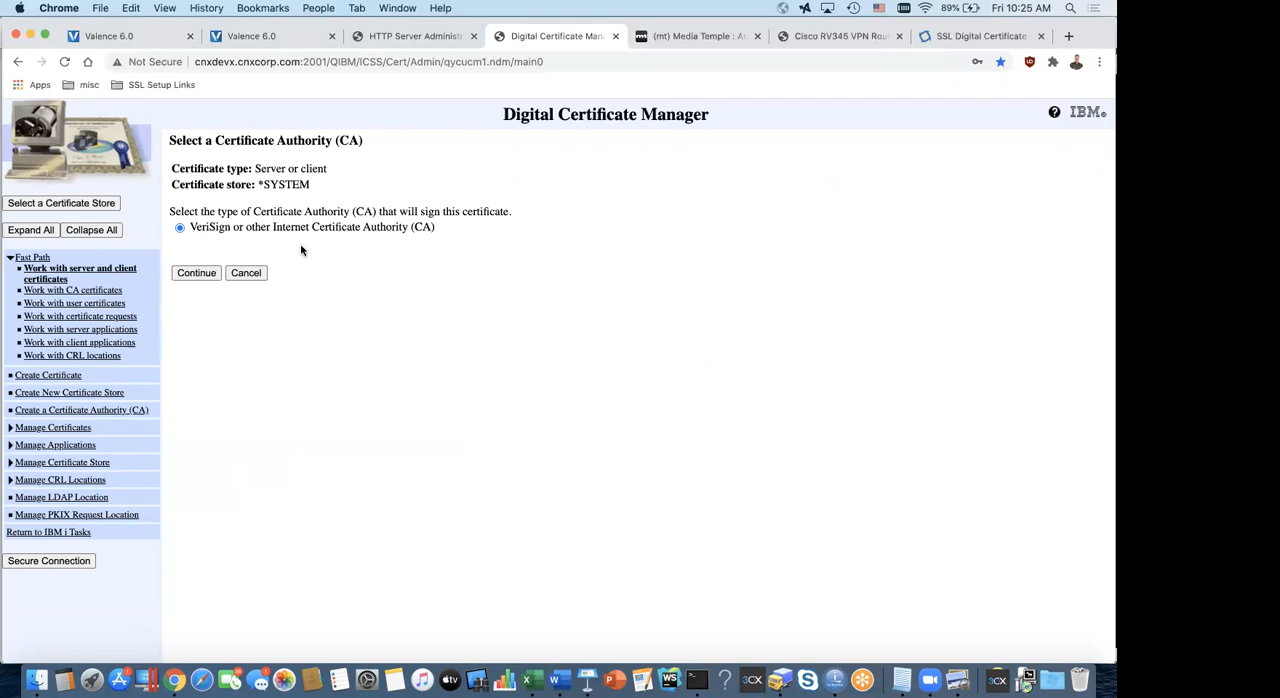 Chrome File Edit View History Bookmarks People Tab Window Help 89% Fri 10:25 AM
Valence 6.0 Valence 6.0 HTTP Server Administ Digital Certificate Man (mt) Media Temple : Ac Cisco RV345 VPN Rou SSL Digital Certificate
Not Secure cnxdevx.cnxcorp.com:2001/QIBM/ICSS/Cert/Admin/qycucm1.ndm/main0
Apps misc SSL Setup Links
Digital Certificate Manager
IBM
Select a Certificate Authority (CA)
Certificate type: Server or client
Certificate store: *SYSTEM
Select the type of Certificate Authority (CA) that will sign this certificate.
VeriSign or other Internet Certificate Authority (CA)
Continue Cancel
Select a Certificate Store
Expand All Collapse All
Fast Path
Work with server and client
certificates
Work with CA certificates
Work with user certificates
Work with certificate requests
Work with server applications
Work with client applications
Work with CRL locations
Create Certificate
Create New Certificate Store
Create a Certificate Authority (CA)
Manage Certificates
Manage Applications
Manage Certificate Store
Manage CRL Locations
Manage LDAP Location
Manage PKIX Request Location
Return to IBM i Tasks
Secure Connection
tv WS 3CX 3CX